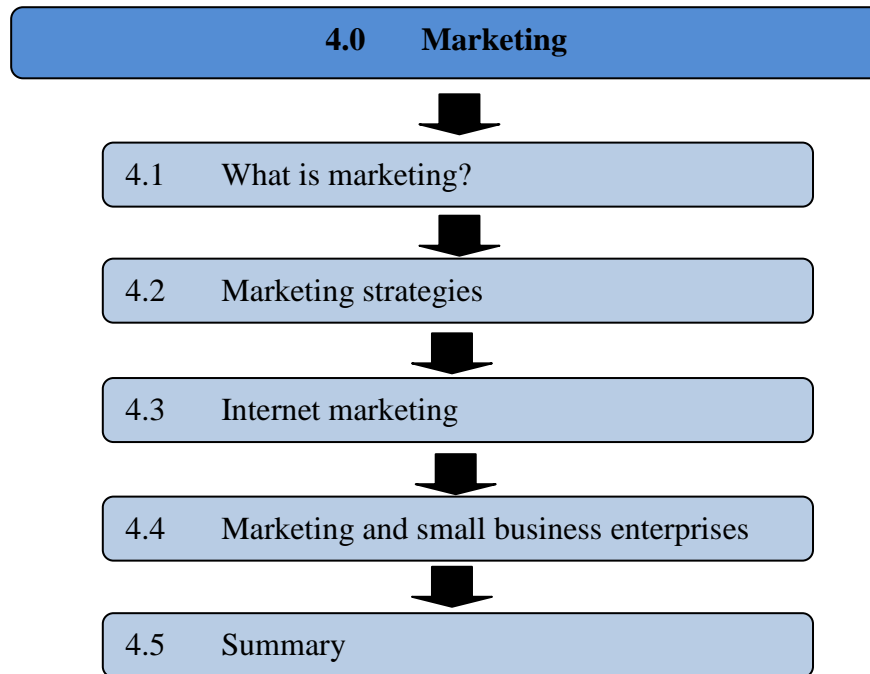 4.0 Marketing
4.1 What is marketing?
4.2 Marketing strategies
4.3 Internet marketing
4.4 Marketing and small business enterprises
4.5 Summary